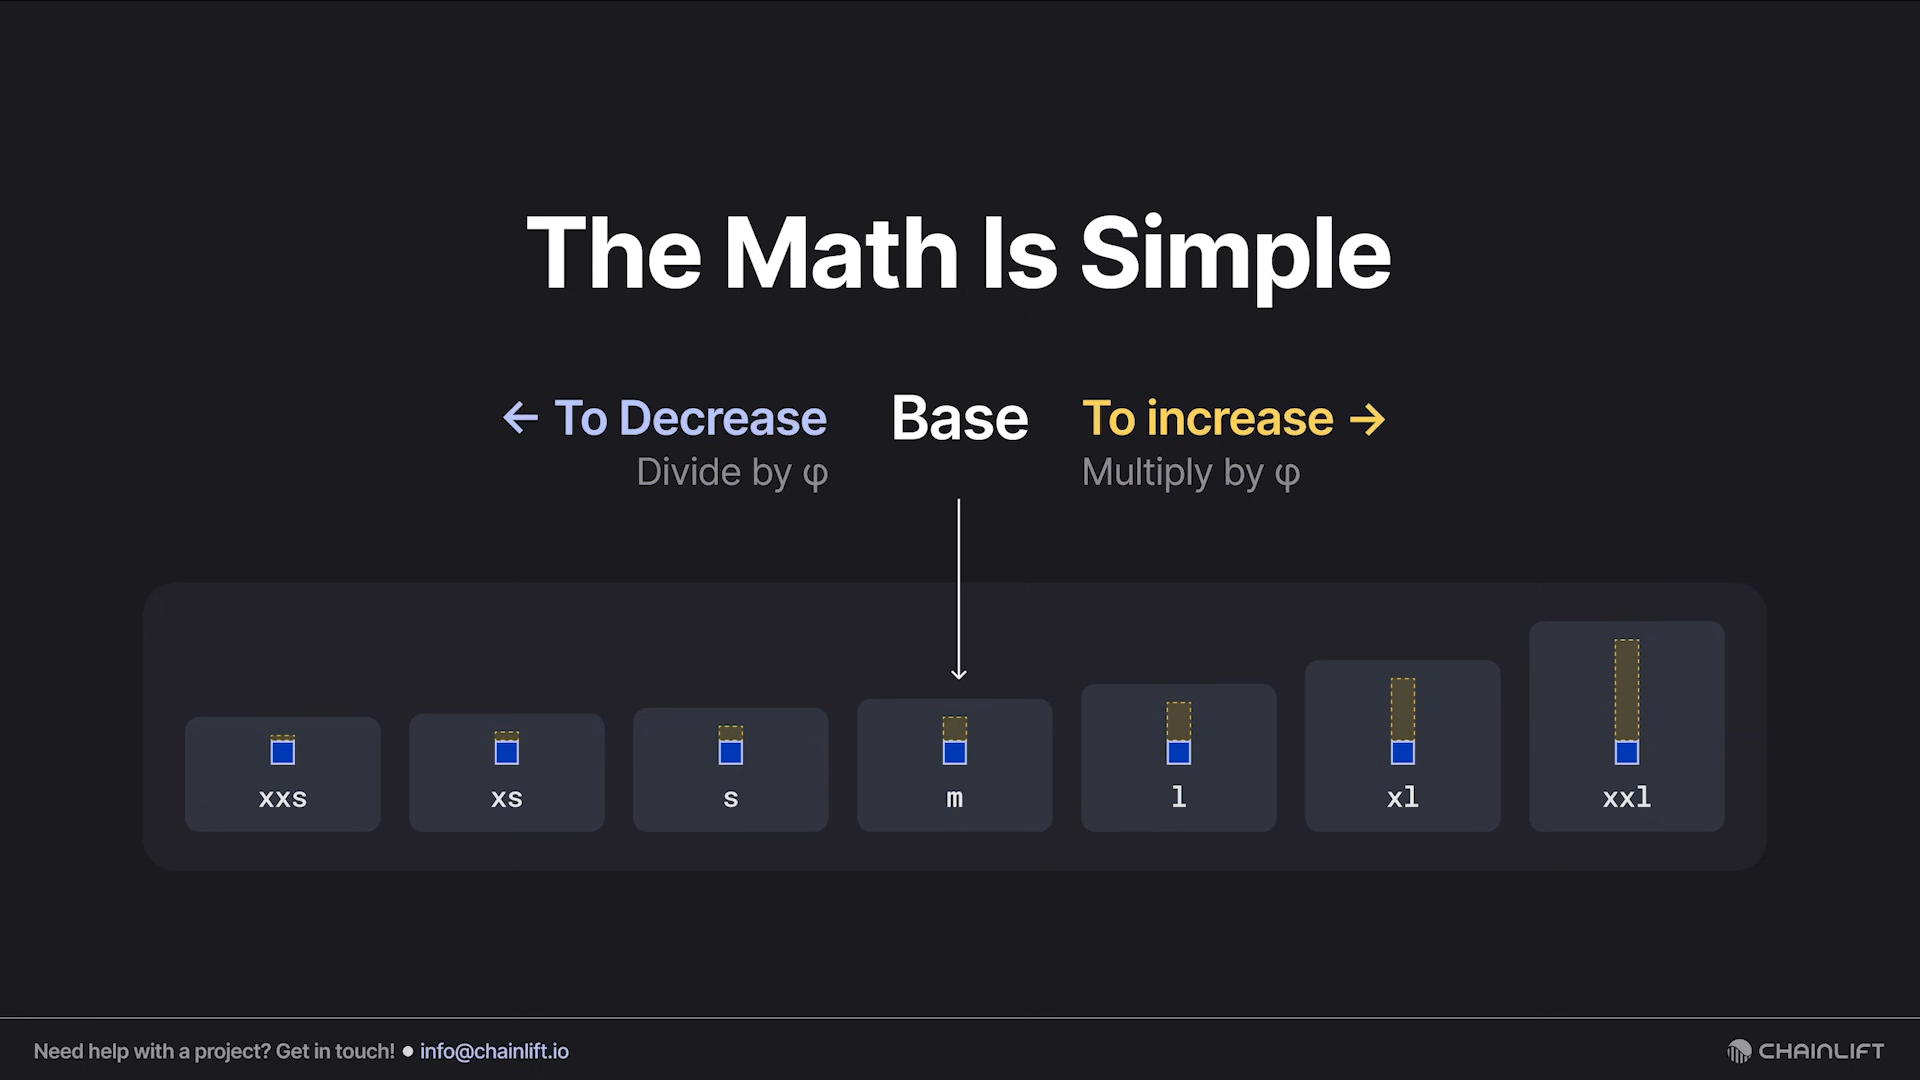 The Math Is Simple
← To Decrease
Divide by φ
Base
To increase →
Multiply by φ
xxs
xs
s
m
l
xl
xxl
Need help with a project? Get in touch! ● info@chainlift.io
CHAINLIFT